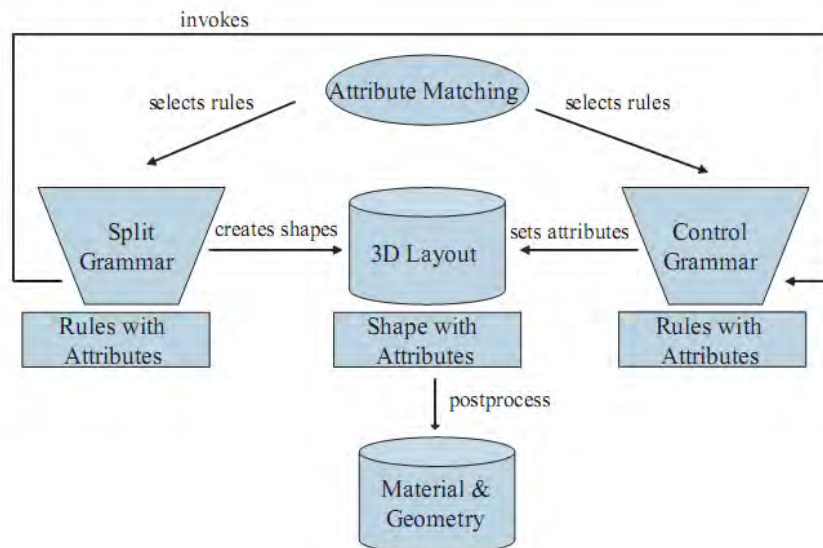 invokes
Attribute Matching
selects rules
selects rules
Split
Grammar
creates shapes
3D Layout
sets attributes
Control
Grammar
Rules with
Attributes
Shape with
Attributes
Rules with
Attributes
postprocess
Material &
Geometry